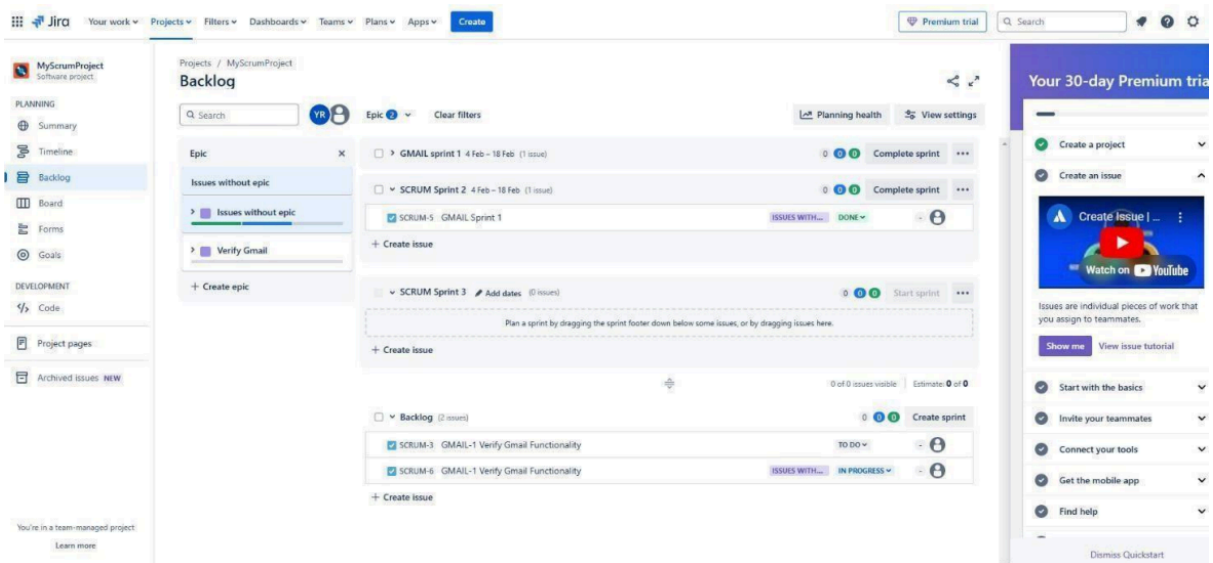 Jira Your work Projects Filters Dashboards Teams Plans Apps Create Premium trial Search
MyScrumProject
Software project
PLANNING
Summary
Timeline
Backlog
Board
Forms
Goals
DEVELOPMENT
Code
Project pages
Archived issues NEW
You're in a team-managed project
Learn more
Projects / MyScrumProject
Backlog
Search YR Epic 2 Clear filters Planning health View settings
Epic
Issues without epic
Issues without epic
Verify Gmail
+ Create epic
GMAIL sprint 1 4 Feb – 18 Feb (1 issue) 0 0 0 Complete sprint
SCRUM Sprint 2 4 Feb – 18 Feb (1 issue) 0 0 0 Complete sprint
SCRUM-5 GMAIL Sprint 1 ISSUES WITH... DONE -
+ Create issue
SCRUM Sprint 3 Add dates (0 issues) 0 0 0 Start sprint
Plan a sprint by dragging the sprint footer down below some issues, or by dragging issues here.
+ Create issue
0 of 0 issues visible Estimate: 0 of 0
Backlog (2 issues) 0 0 0 Create sprint
SCRUM-3 GMAIL-1 Verify Gmail Functionality TO DO -
SCRUM-6 GMAIL-1 Verify Gmail Functionality ISSUES WITH... IN PROGRESS -
+ Create issue
Your 30-day Premium tria
Create a project
Create an issue
Create Issue | ...
Watch on YouTube
Issues are individual pieces of work that
you assign to teammates.
Show me View issue tutorial
Start with the basics
Invite your teammates
Connect your tools
Get the mobile app
Find help
Dismiss Quickstart